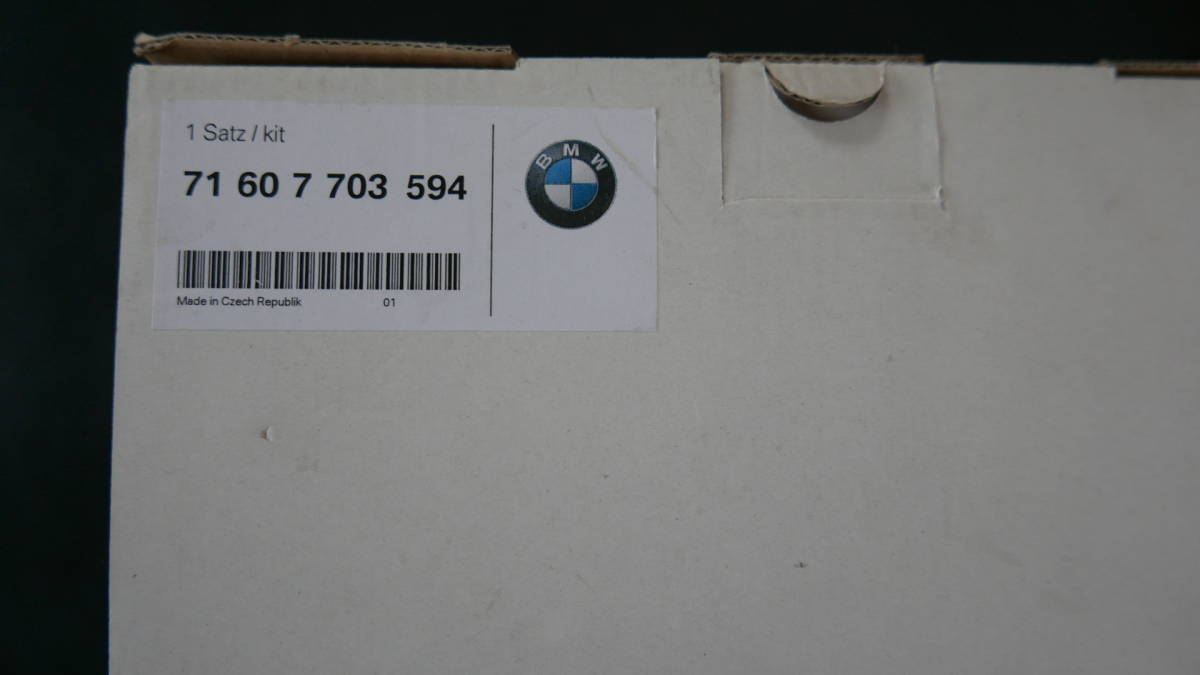 1 Satz / kit
71 60 7 703 594
Made in Czech Republik 01
BMW